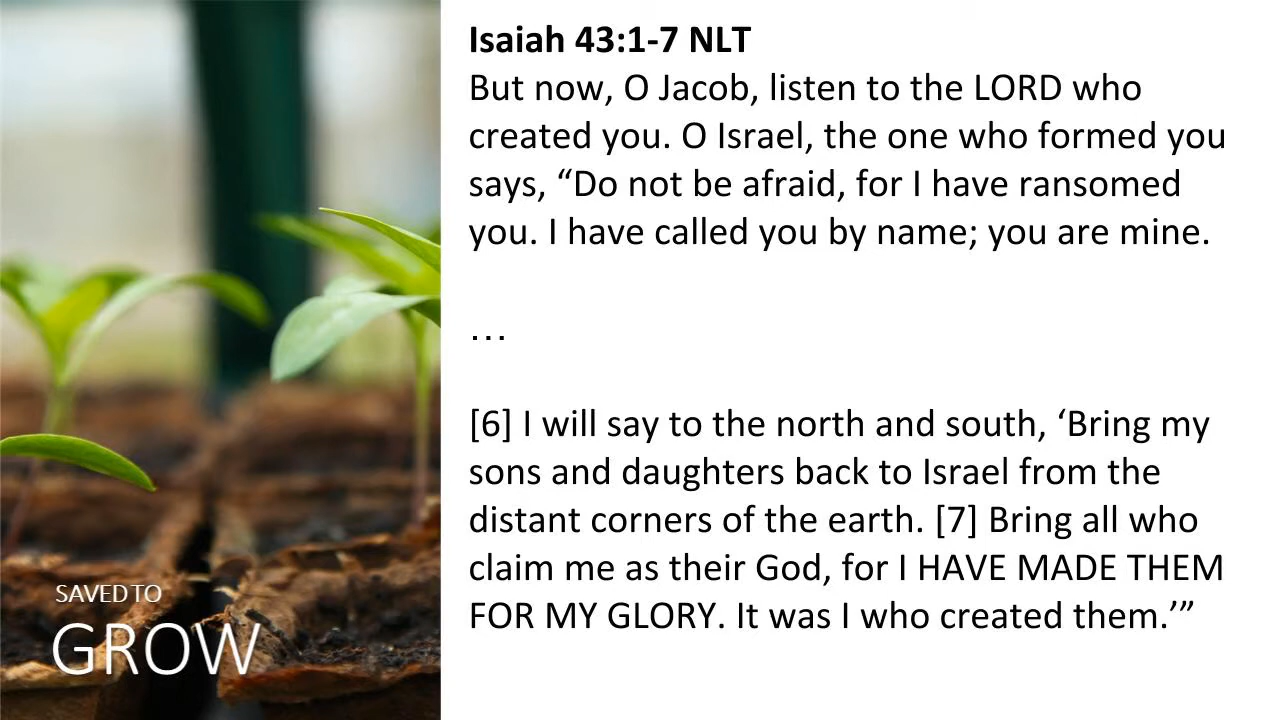 Isaiah 43:1-7 NLT
But now, O Jacob, listen to the LORD who
created you. O Israel, the one who formed you
says, “Do not be afraid, for I have ransomed
you. I have called you by name; you are mine.
…
[6] I will say to the north and south, ‘Bring my
sons and daughters back to Israel from the
distant corners of the earth. [7] Bring all who
claim me as their God, for I HAVE MADE THEM
FOR MY GLORY. It was I who created them.’”
SAVED TO
GROW